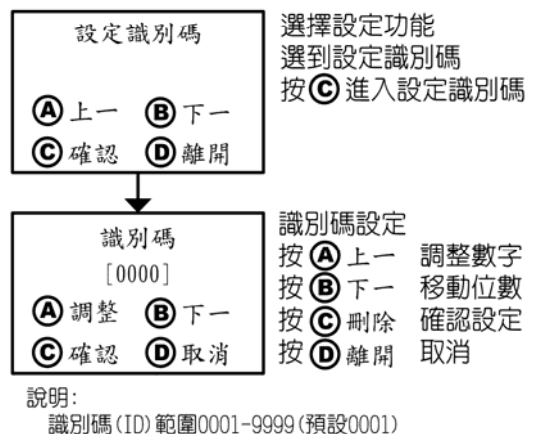 設定識別碼
Ⓐ上一 Ⓑ下一
Ⓒ確認 Ⓓ離開
選擇設定功能
選到設定識別碼
按Ⓒ進入設定識別碼
識別碼
[0000]
Ⓐ調整 Ⓑ下一
Ⓒ確認 Ⓓ取消
識別碼設定
按Ⓐ上一 調整數字
按Ⓑ下一 移動位數
按Ⓒ刪除 確認設定
按Ⓓ離開 取消
說明:
識別碼(ID)範圍0001-9999(預設0001)